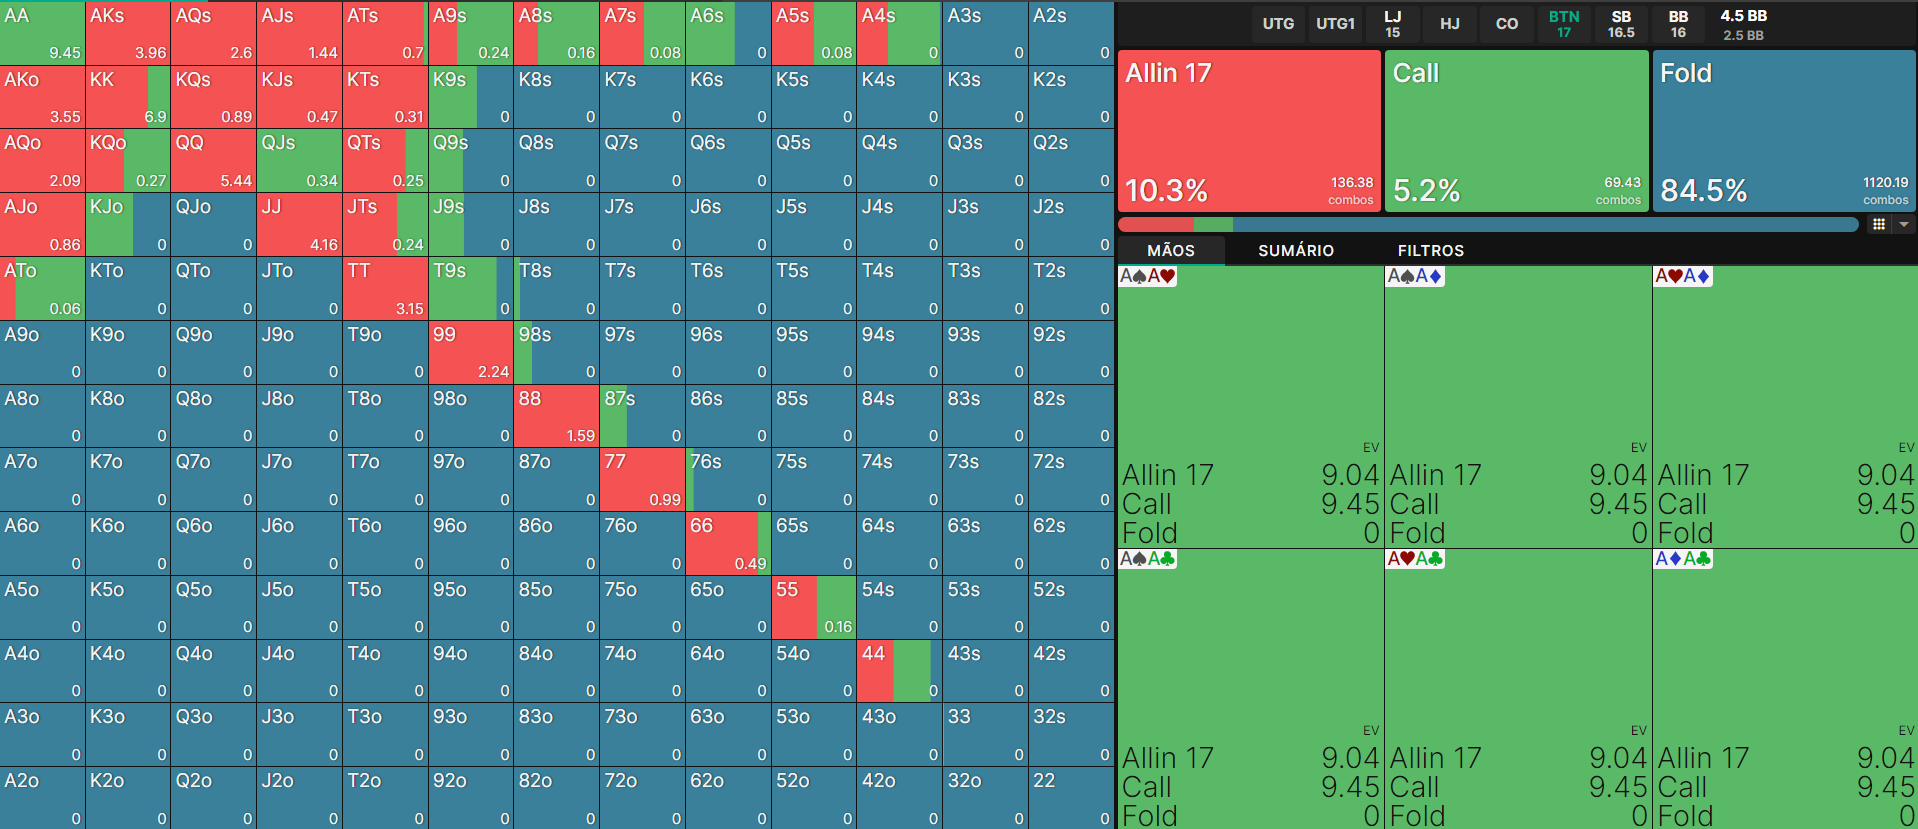 AA AKs AQs AJs ATs A9s A8s A7s A6s A5s A4s A3s A2s
9.45 3.96 2.6 1.44 0.7 0.24 0.16 0.08 0 0.08 0 0 0
AKo KK KQs KJs KTs K9s K8s K7s K6s K5s K4s K3s K2s
3.55 6.9 0.89 0.47 0.31 0 0 0 0 0 0 0 0
AQo KQo QQ QJs QTs Q9s Q8s Q7s Q6s Q5s Q4s Q3s Q2s
2.09 0.27 5.44 0.34 0.25 0 0 0 0 0 0 0 0
AJo KJo QJo JJ JTs J9s J8s J7s J6s J5s J4s J3s J2s
0.86 0 0 4.16 0.24 0 0 0 0 0 0 0 0
ATo KTo QTo JTo TT T9s T8s T7s T6s T5s T4s T3s T2s
0.06 0 0 0 3.15 0 0 0 0 0 0 0 0
A9o K9o Q9o J9o T9o 99 98s 97s 96s 95s 94s 93s 92s
0 0 0 0 0 2.24 0 0 0 0 0 0 0
A8o K8o Q8o J8o T8o 98o 88 87s 86s 85s 84s 83s 82s
0 0 0 0 0 0 1.59 0 0 0 0 0 0
A7o K7o Q7o J7o T7o 97o 87o 77 76s 75s 74s 73s 72s
0 0 0 0 0 0 0 0.99 0 0 0 0 0
A6o K6o Q6o J6o T6o 96o 86o 76o 66 65s 64s 63s 62s
0 0 0 0 0 0 0 0 0.49 0 0 0 0
A5o K5o Q5o J5o T5o 95o 85o 75o 65o 55 54s 53s 52s
0 0 0 0 0 0 0 0 0 0.16 0 0 0
A4o K4o Q4o J4o T4o 94o 84o 74o 64o 54o 44 43s 42s
0 0 0 0 0 0 0 0 0 0 0 0 0
A3o K3o Q3o J3o T3o 93o 83o 73o 63o 53o 43o 33 32s
0 0 0 0 0 0 0 0 0 0 0 0 0
A2o K2o Q2o J2o T2o 92o 82o 72o 62o 52o 42o 32o 22
0 0 0 0 0 0 0 0 0 0 0 0 0
UTG UTG1 LJ HJ CO BTN SB BB 4.5 BB
15 17 16.5 16 2.5 BB
Allin 17 Call Fold
10.3% 136.38 5.2% 69.43 84.5% 1120.19
combos combos combos
MÃOS SUMÁRIO FILTROS
A♠A♥ A♠A♦ A♥A♦
EV EV EV
Allin 17 9.04 Allin 17 9.04 Allin 17 9.04
Call 9.45 Call 9.45 Call 9.45
Fold 0 Fold 0 Fold 0
A♠A♣ A♥A♣ A♦A♣
EV EV EV
Allin 17 9.04 Allin 17 9.04 Allin 17 9.04
Call 9.45 Call 9.45 Call 9.45
Fold 0 Fold 0 Fold 0